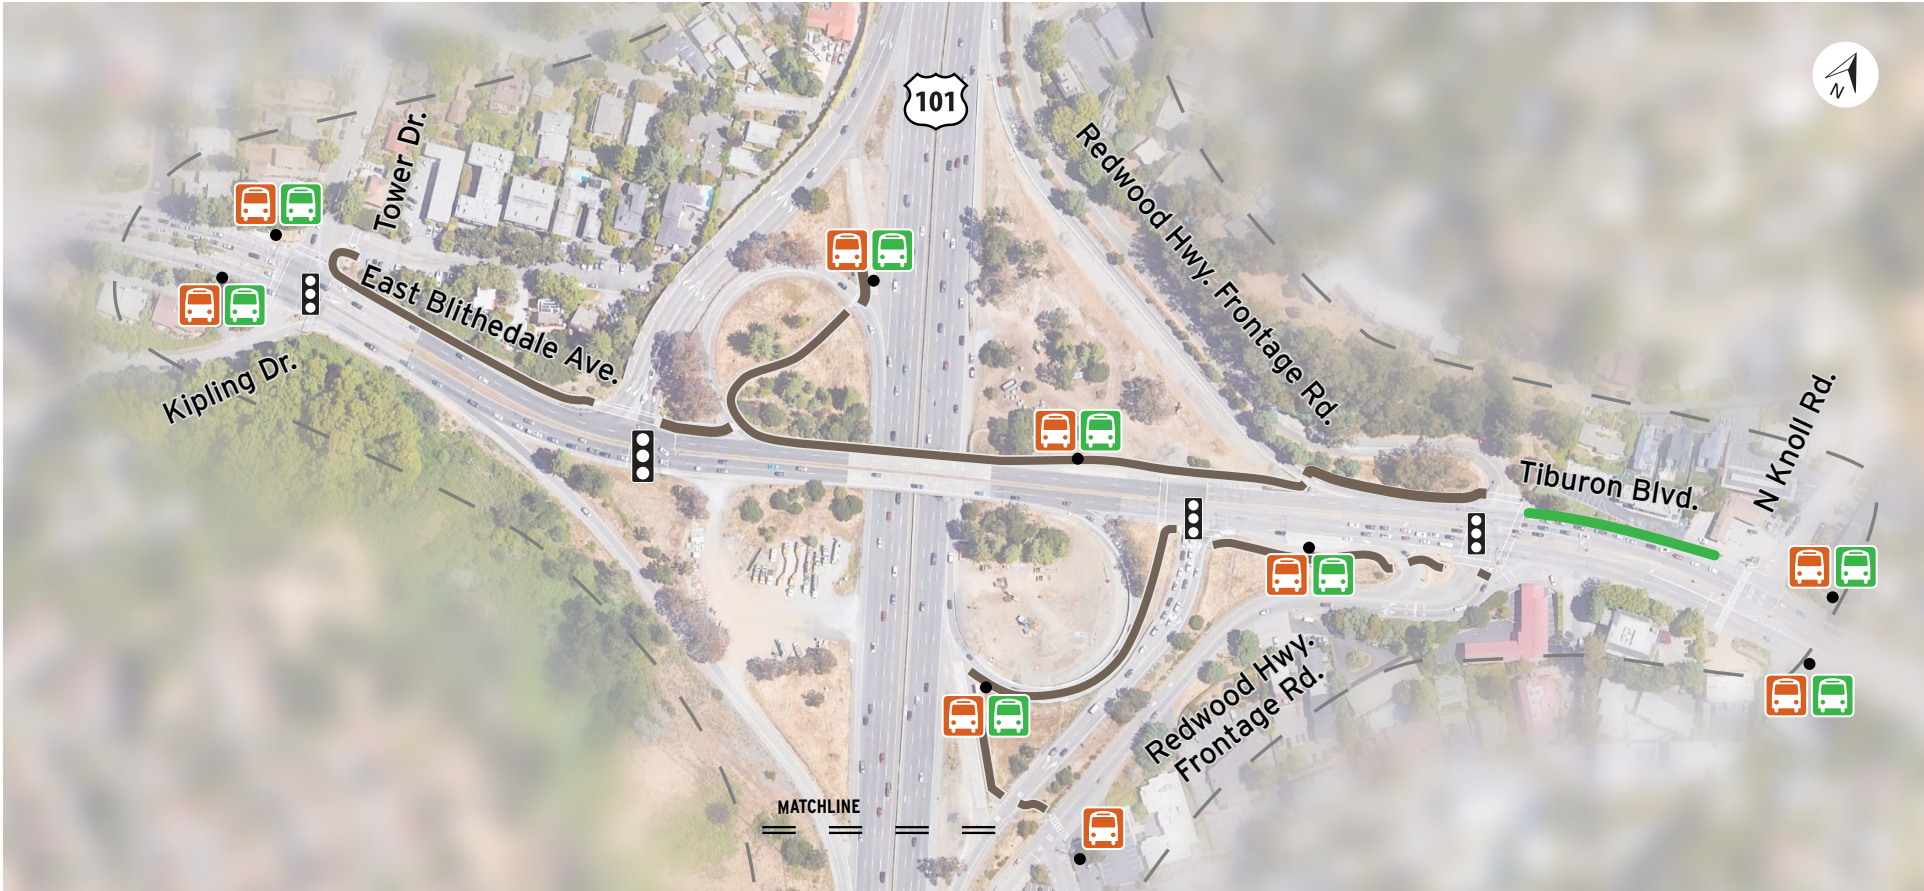 101
N
Tower Dr.
Redwood Hwy. Frontage Rd.
East Blithedale Ave.
Kipling Dr.
Tiburon Blvd.
N Knoll Rd.
Redwood Hwy.
Frontage Rd.
MATCHLINE